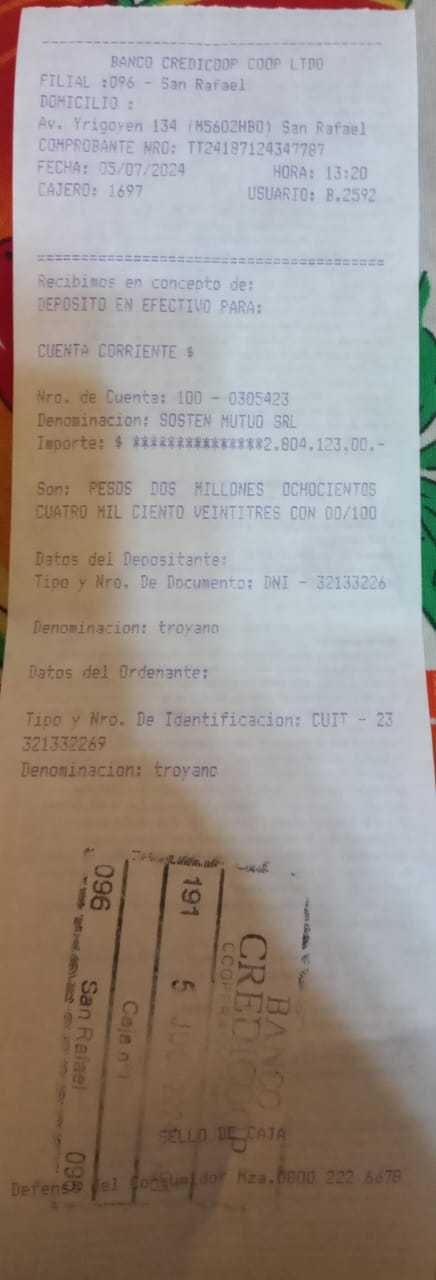 BANCO CREDICOOP COOP LTDO
FILIAL :096 - San Rafael
DOMICILIO :
Av. Yrigoyen 134 (M5602HBO) San Rafael
COMPROBANTE NRO: TT24187124347787
FECHA: 05/07/2024 HORA: 13:20
CAJERO: 1697 USUARIO: B.2592
Recibimos en concepto de:
DEPOSITO EN EFECTIVO PARA:
CUENTA CORRIENTE $
Nro. de Cuenta: 100 - 0305423
Denominacion: SOSTEN MUTUO SRL
Importe: $ ***************2.804.123,00.-
Son: PESOS DOS MILLONES OCHOCIENTOS
CUATRO MIL CIENTO VEINTITRES CON 00/100
Datos del Depositante:
Tipo y Nro. De Documento: DNI - 32133226
Denominacion: troyano
Datos del Ordenante:
Tipo y Nro. De Identificacion: CUIT - 23
321332269
Denominacion: troyano
BANCO
CREDICOOP
191 5
Caja nº1
096 San Rafael 096
SELLO DE CAJA
Defensa del Consumidor Mza.0800 222 6678